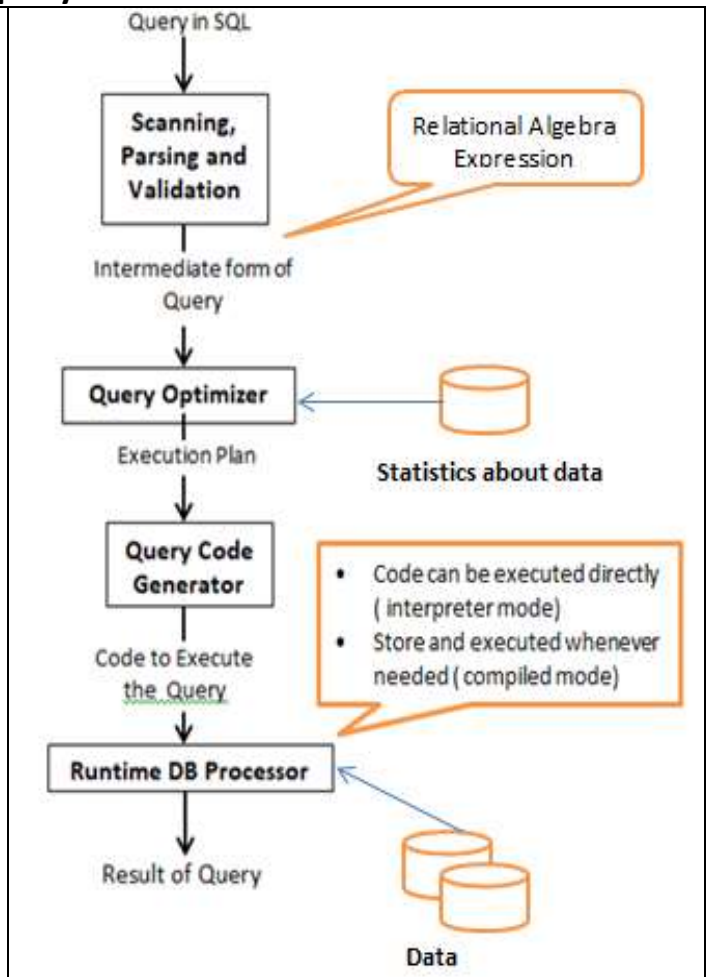 Query in SQL
Scanning,
Parsing and
Validation
Relational Algebra
Expression
Intermediate form of
Query
Query Optimizer
Execution Plan
Statistics about data
Query Code
Generator
• Code can be executed directly
( interpreter mode)
• Store and executed whenever
needed ( compiled mode)
Code to Execute
the Query
Runtime DB Processor
Result of Query
Data